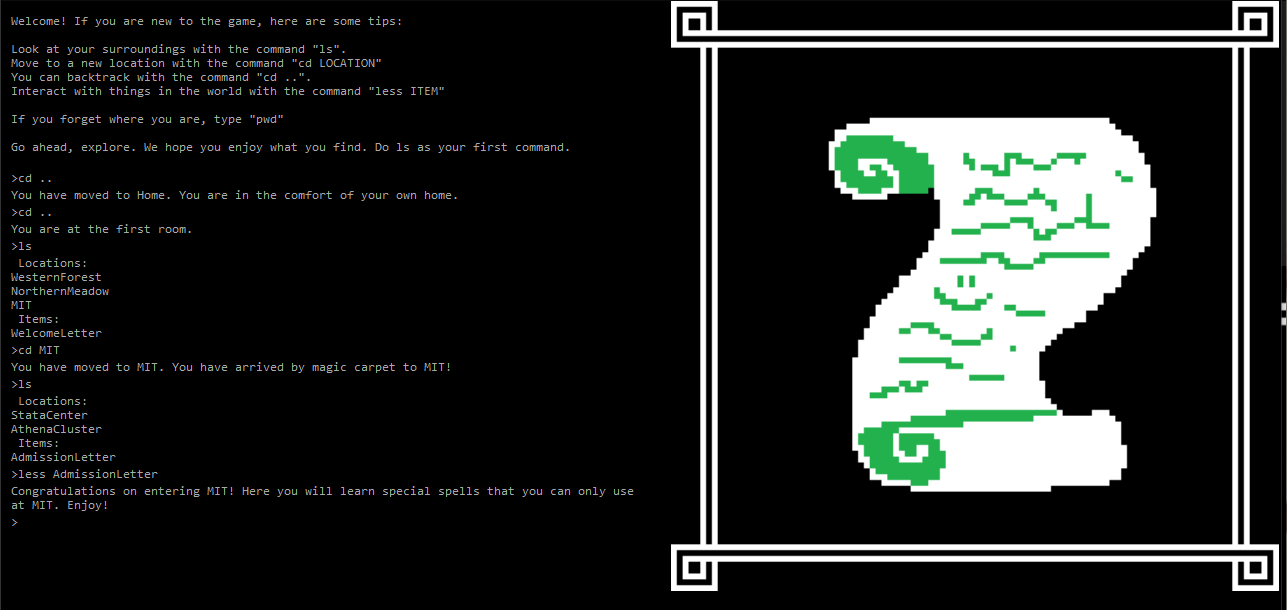 Welcome! If you are new to the game, here are some tips:
Look at your surroundings with the command "ls".
Move to a new location with the command "cd LOCATION"
You can backtrack with the command "cd ..".
Interact with things in the world with the command "less ITEM"
If you forget where you are, type "pwd"
Go ahead, explore. We hope you enjoy what you find. Do ls as your first command.
>cd ..
You have moved to Home. You are in the comfort of your own home.
>cd ..
You are at the first room.
>ls
Locations:
WesternForest
NorthernMeadow
MIT
Items:
WelcomeLetter
>cd MIT
You have moved to MIT. You have arrived by magic carpet to MIT!
>ls
Locations:
StataCenter
AthenaCluster
Items:
AdmissionLetter
>less AdmissionLetter
Congratulations on entering MIT! Here you will learn special spells that you can only use
at MIT. Enjoy!
>